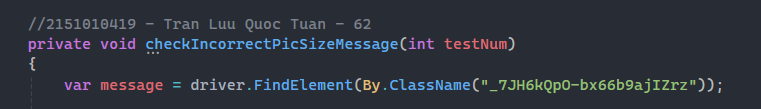 //2151010419 - Tran Luu Quoc Tuan - 62
private void checkIncorrectPicSizeMessage(int testNum)
{
    var message = driver.FindElement(By.ClassName("_7JH6kQpO-bx66b9ajIZrz"));